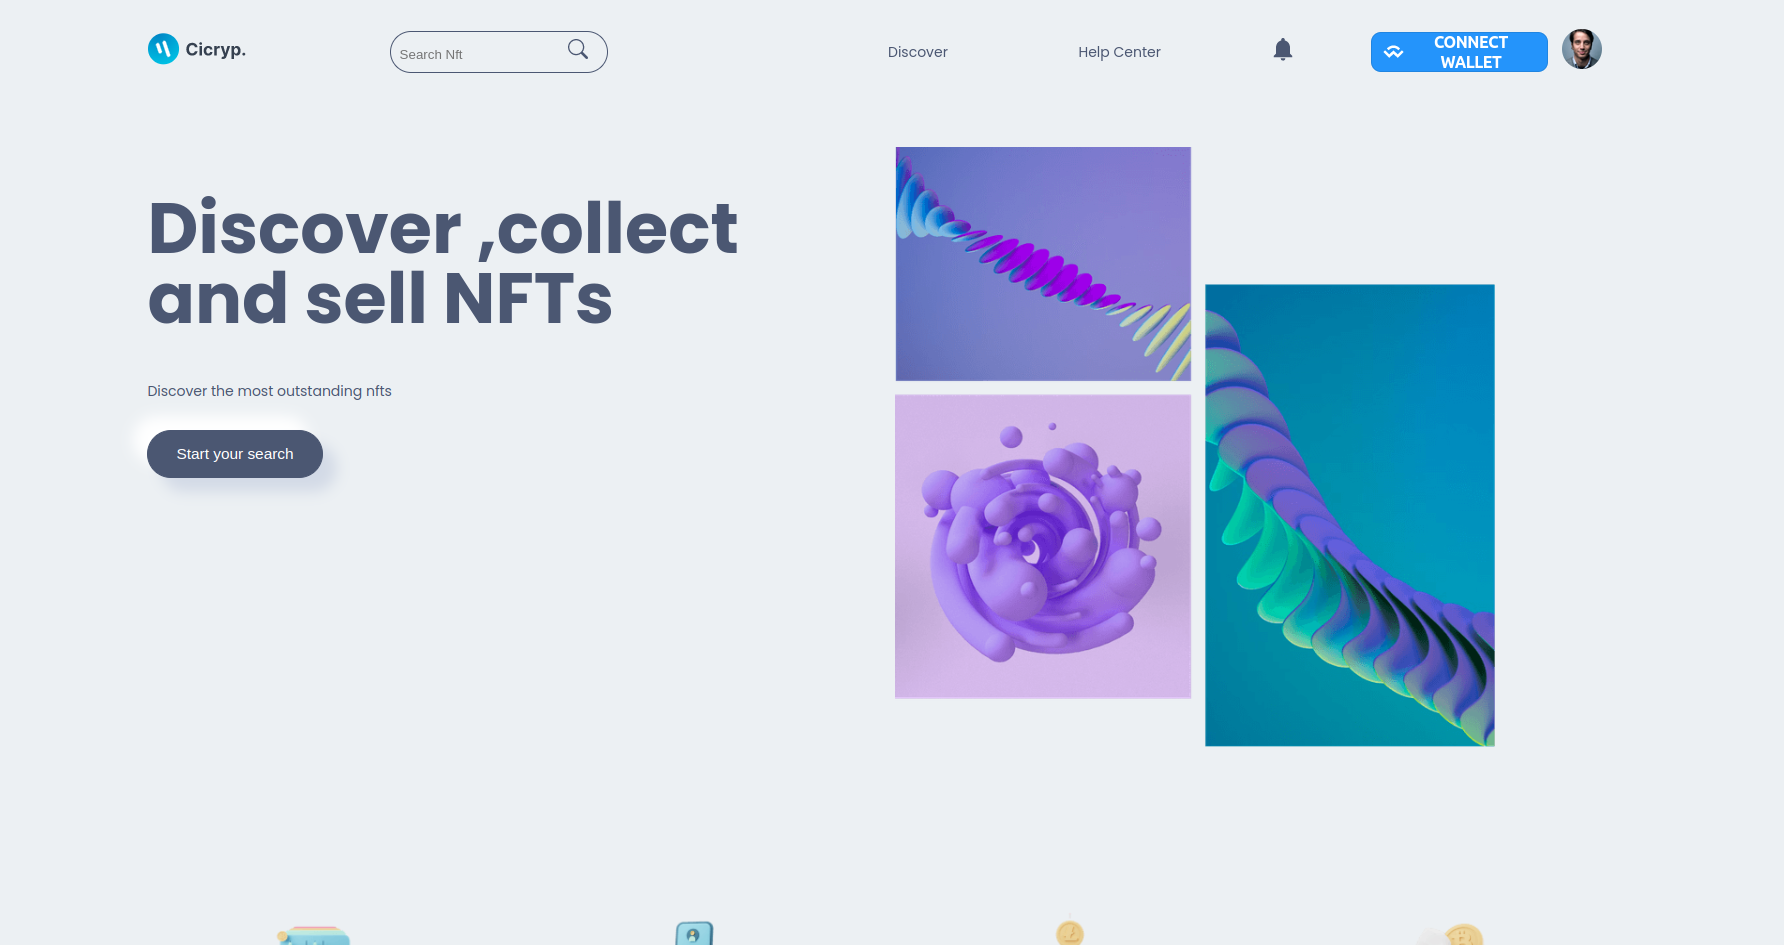 Cicryp.
Search Nft
Discover
Help Center
CONNECT
WALLET
Discover ,collect
and sell NFTs
Discover the most outstanding nfts
Start your search